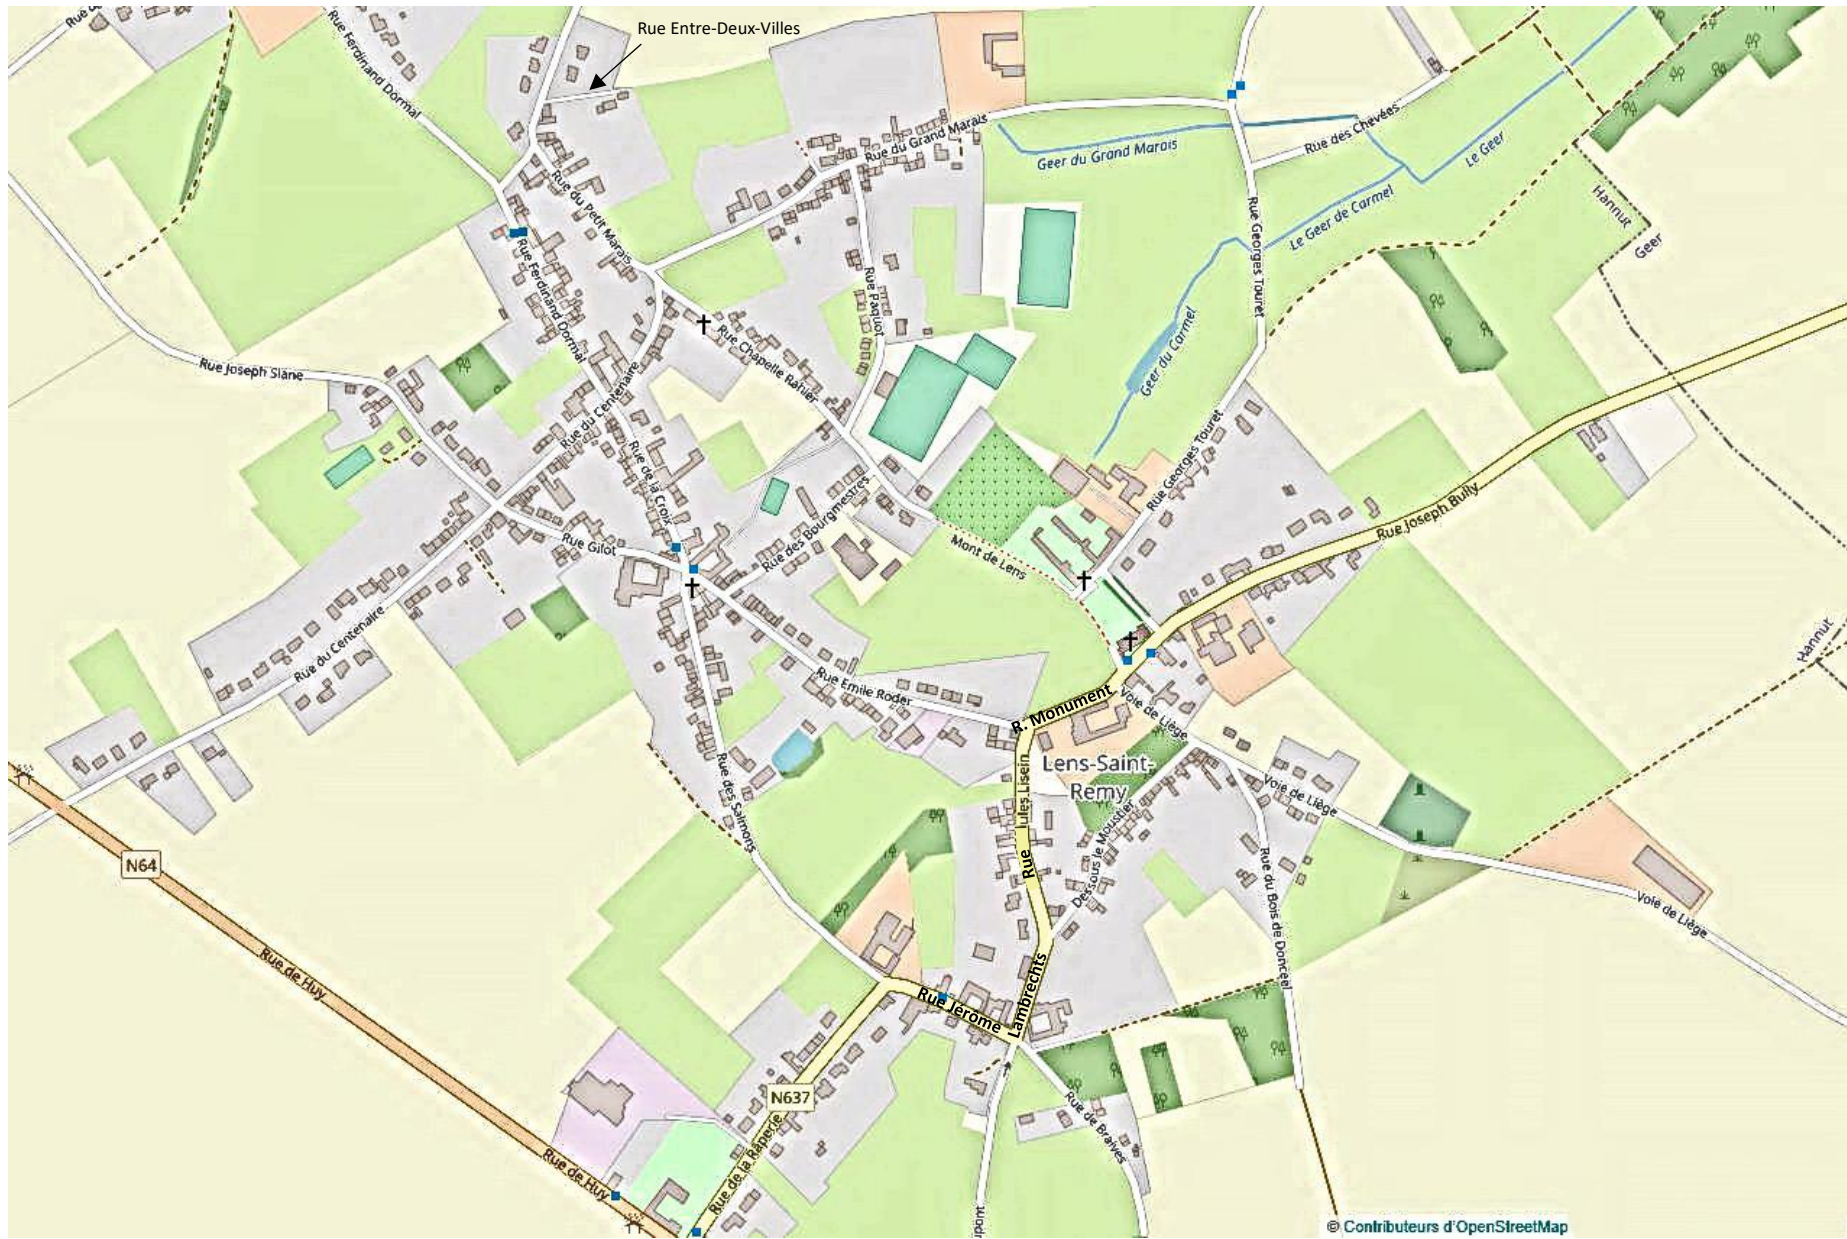 Rue Entre-Deux-Villes
Rue Ferdinand Dormal
Rue du Petit Marais
Rue du Grand Marais
Geer du Grand Marais
Rue des Chevées
Le Geer
Le Geer de Carmel
Hannut
Geer
Rue Georges Touret
Rue Ferdinand Dormal
Rue Paquot
Geer du Carmel
Rue Chapelle Rahier
Rue Joseph Slane
Rue du Centenaire
Rue de la Croix
Rue Georges Touret
Rue Joseph Bully
Rue des Bourgmestres
Rue Gilot
Mont de Lens
Rue du Centenaire
Hannut
Rue Emile Roder
R. Monument
Voie de Liège
Lens-Saint-
Remy
Rue Jules Lisein
Voie de Liège
Rue des Salmons
Dessous le Moustier
N64
Rue du Bois de Donceel
Voie de Liège
Rue de Huy
Rue Jérome Lambrechts
N637
Rue de Braives
Rue de la Râperie
Rue de Huy
© Contributeurs d'OpenStreetMap